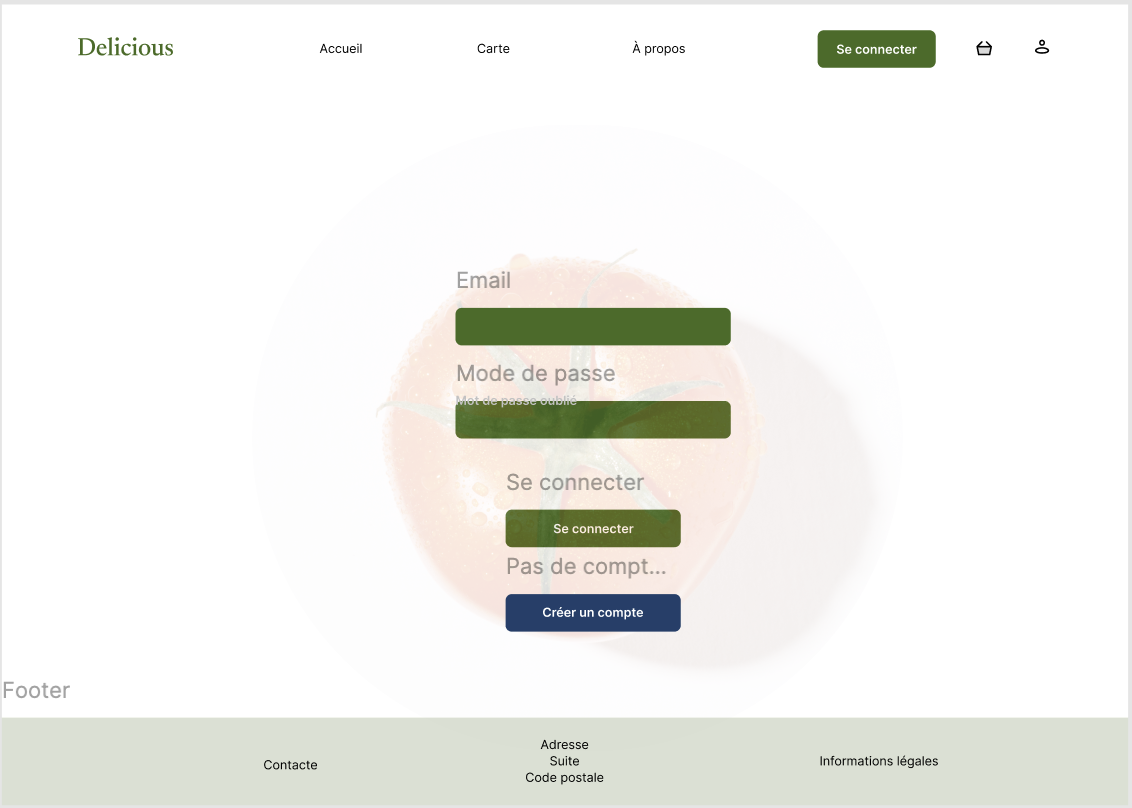 Delicious
Accueil
Carte
À propos
Se connecter
Email
Mode de passe
Mot de passe oublié
Se connecter
Se connecter
Pas de compt...
Créer un compte
Footer
Contacte
Adresse
Suite
Code postale
Informations légales